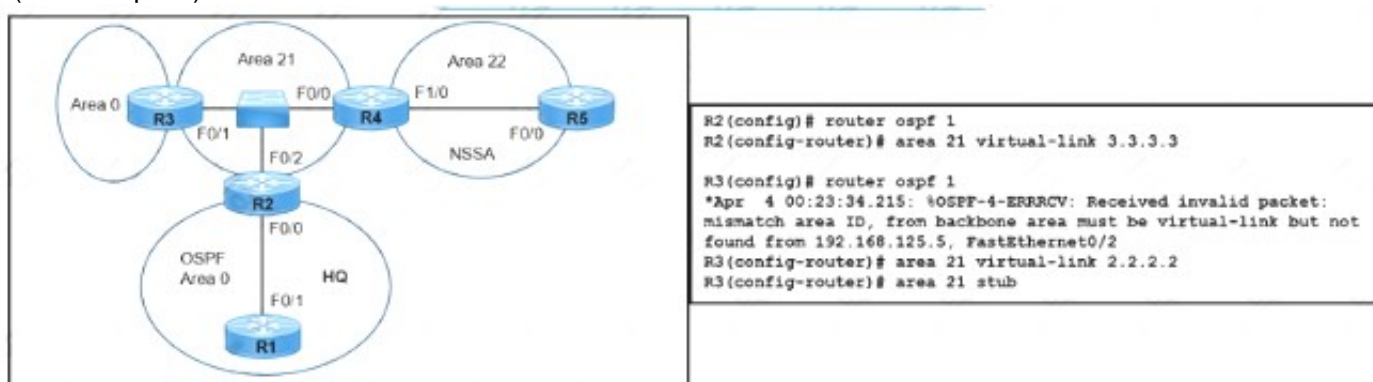 Area 0
Area 21
Area 22
R3
F0/1
F0/0
R4
F1/0
F0/0
R5
NSSA
F0/2
R2
F0/0
OSPF
Area 0
HQ
F0/1
R1
R2(config)# router ospf 1
R2(config-router)# area 21 virtual-link 3.3.3.3
R3(config)# router ospf 1
*Apr 4 00:23:34.215: %OSPF-4-ERRRCV: Received invalid packet:
mismatch area ID, from backbone area must be virtual-link but not
found from 192.168.125.5, FastEthernet0/2
R3(config-router)# area 21 virtual-link 2.2.2.2
R3(config-router)# area 21 stub